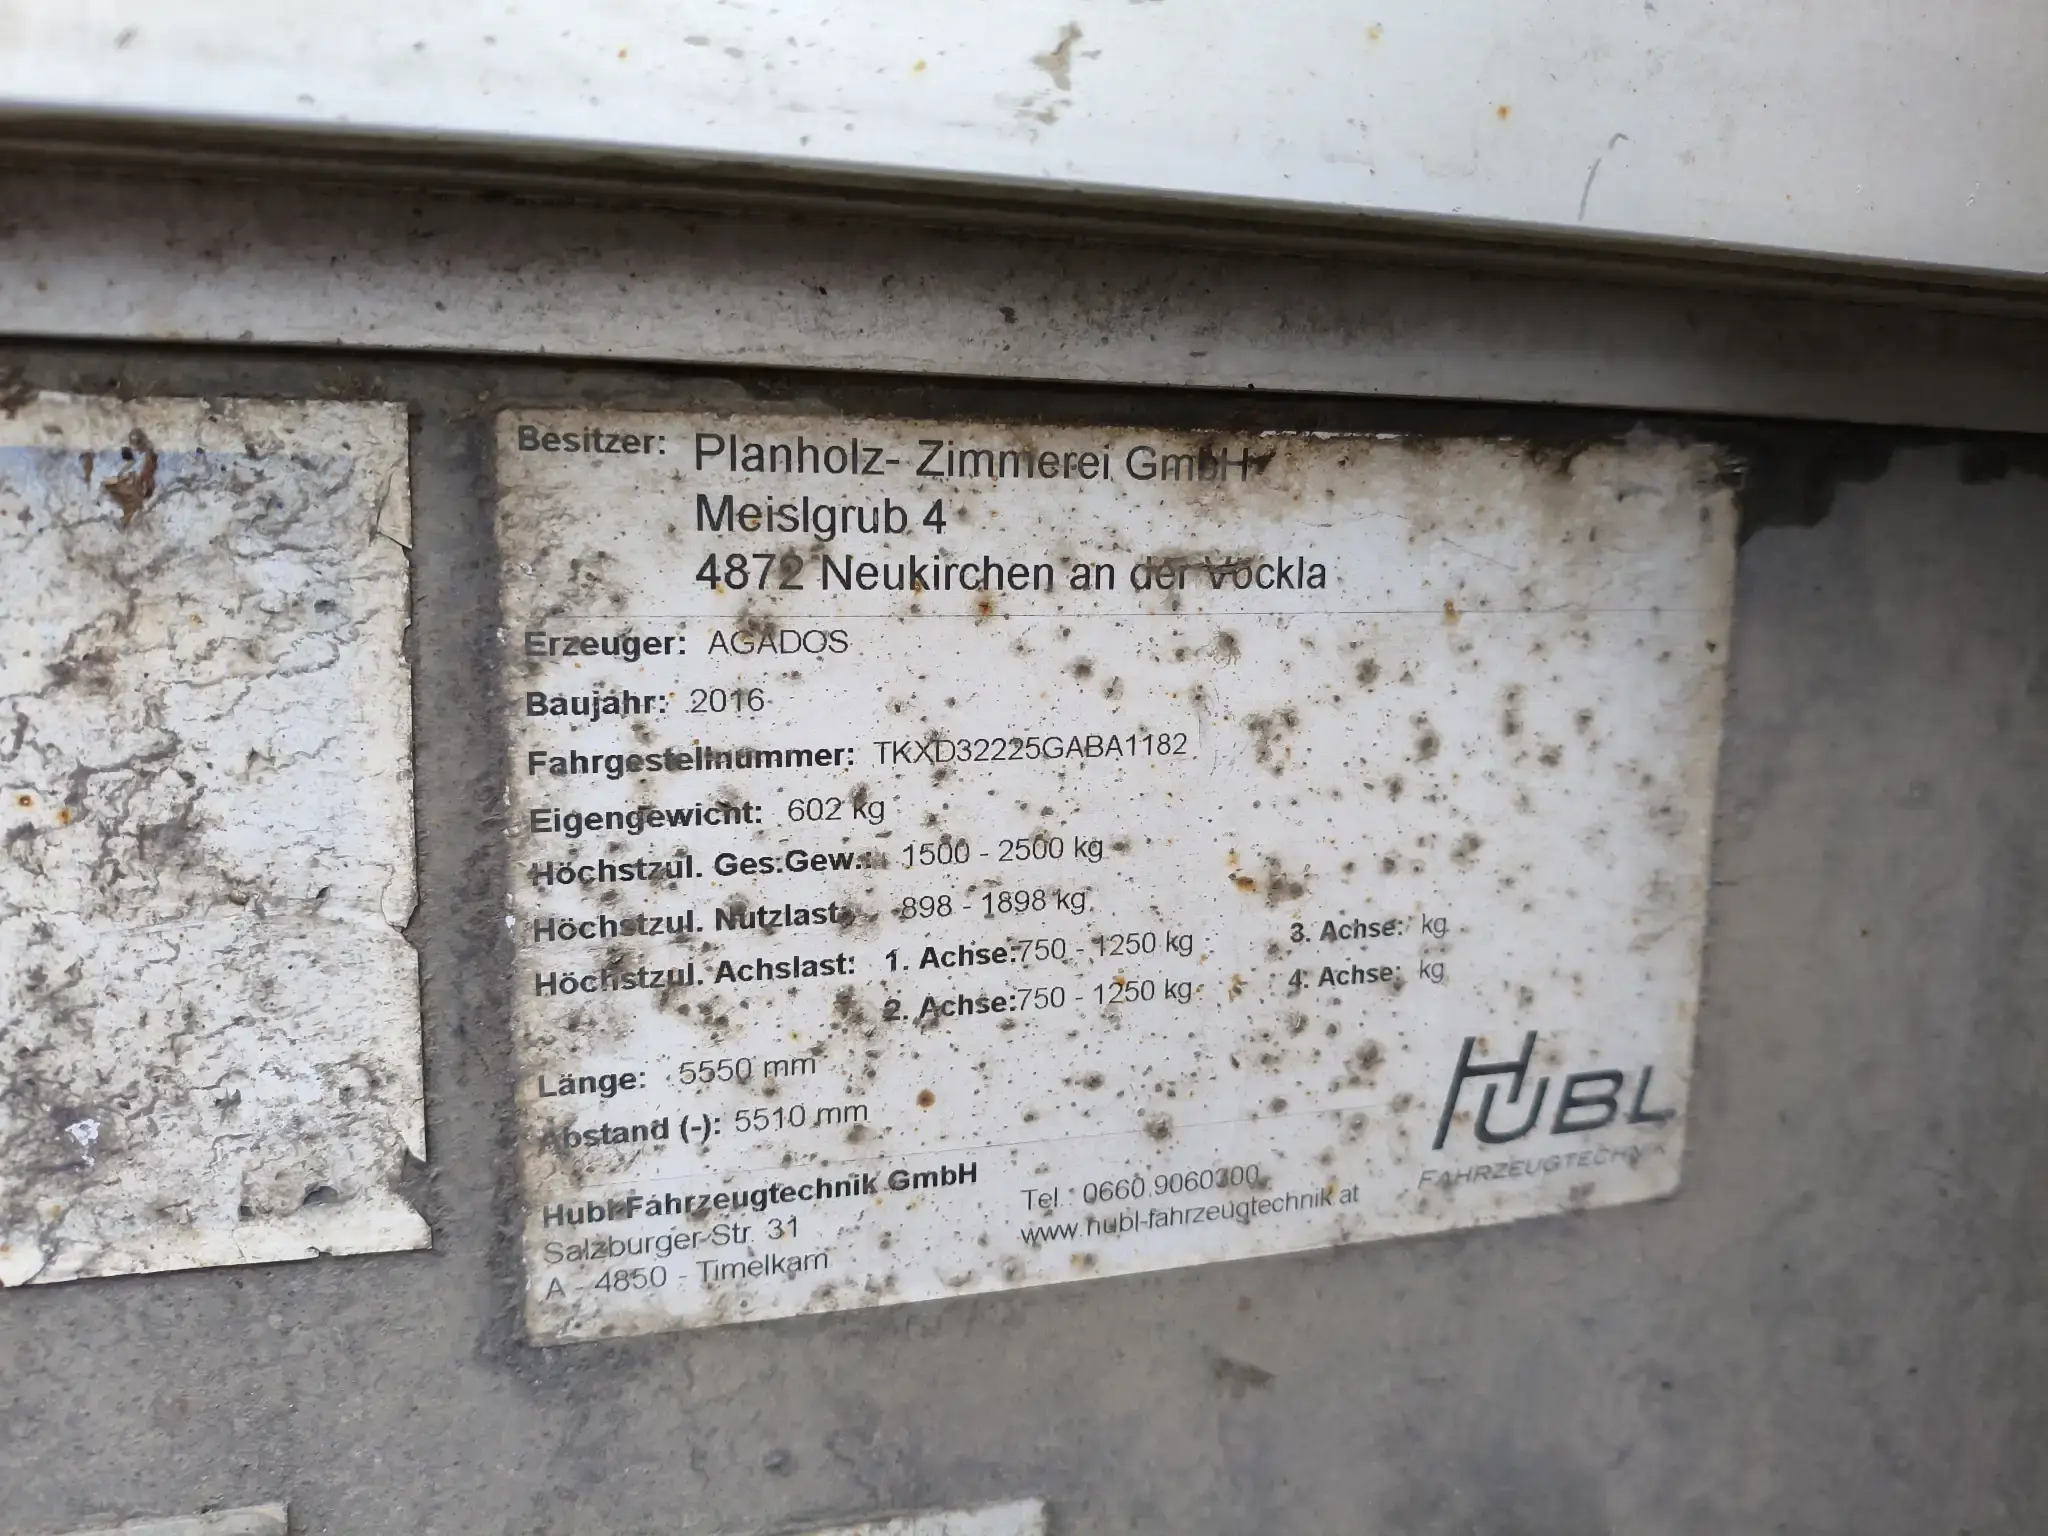 Besitzer: Planholz- Zimmerei GmbH
Meislgrub 4
4872 Neukirchen an der Vöckla
Erzeuger: AGADOS
Baujahr: 2016
Fahrgestellnummer: TKXD32225GABA1182
Eigengewicht: 602 kg
Höchstzul. Ges.Gew.: 1500 - 2500 kg
Höchstzul. Nutzlast: 898 - 1898 kg
Höchstzul. Achslast: 1. Achse: 750 - 1250 kg 3. Achse: kg
2. Achse: 750 - 1250 kg 4. Achse: kg
Länge: 5550 mm
Abstand (-): 5510 mm
HUBL
FAHRZEUGTECHNIK
Hubl Fahrzeugtechnik GmbH
Salzburger Str. 31
A - 4850 - Timelkam
Tel.: 0660 9060300
www.hubl-fahrzeugtechnik.at